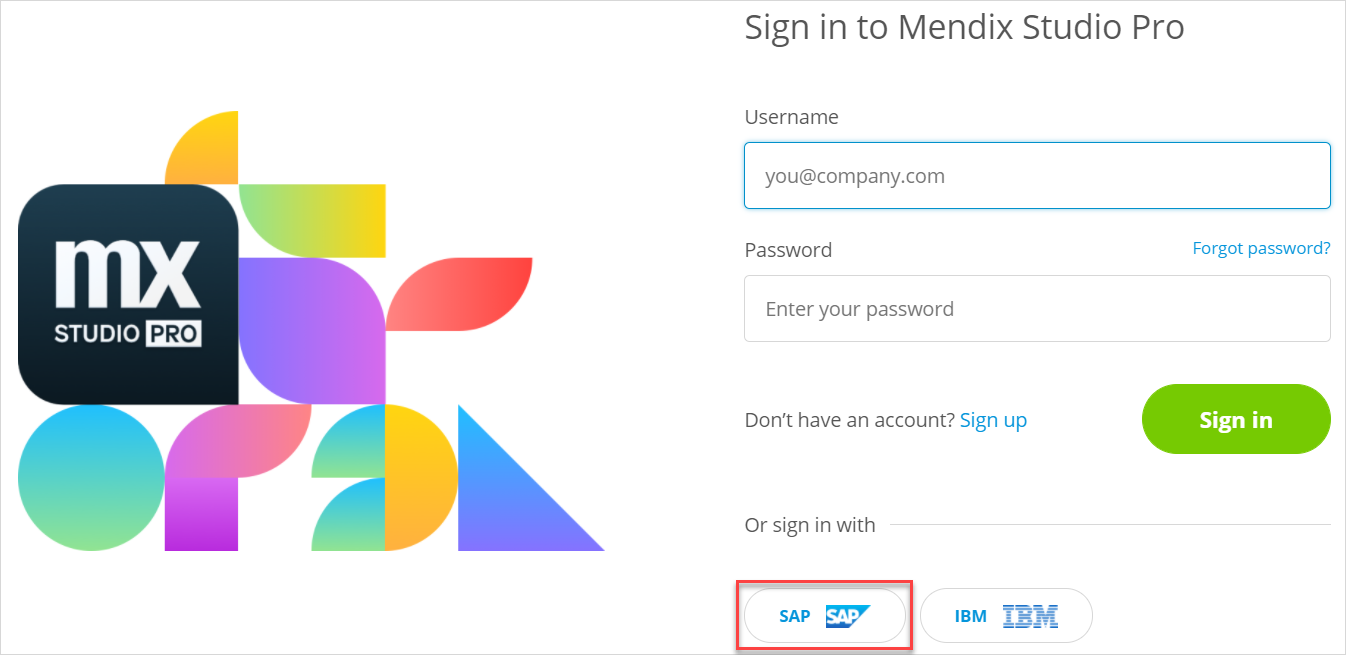 Sign in to Mendix Studio Pro
Username
you@company.com
Password Forgot password?
Enter your password
mx
STUDIO PRO
Don’t have an account? Sign up Sign in
Or sign in with
SAP SAP IBM IBM